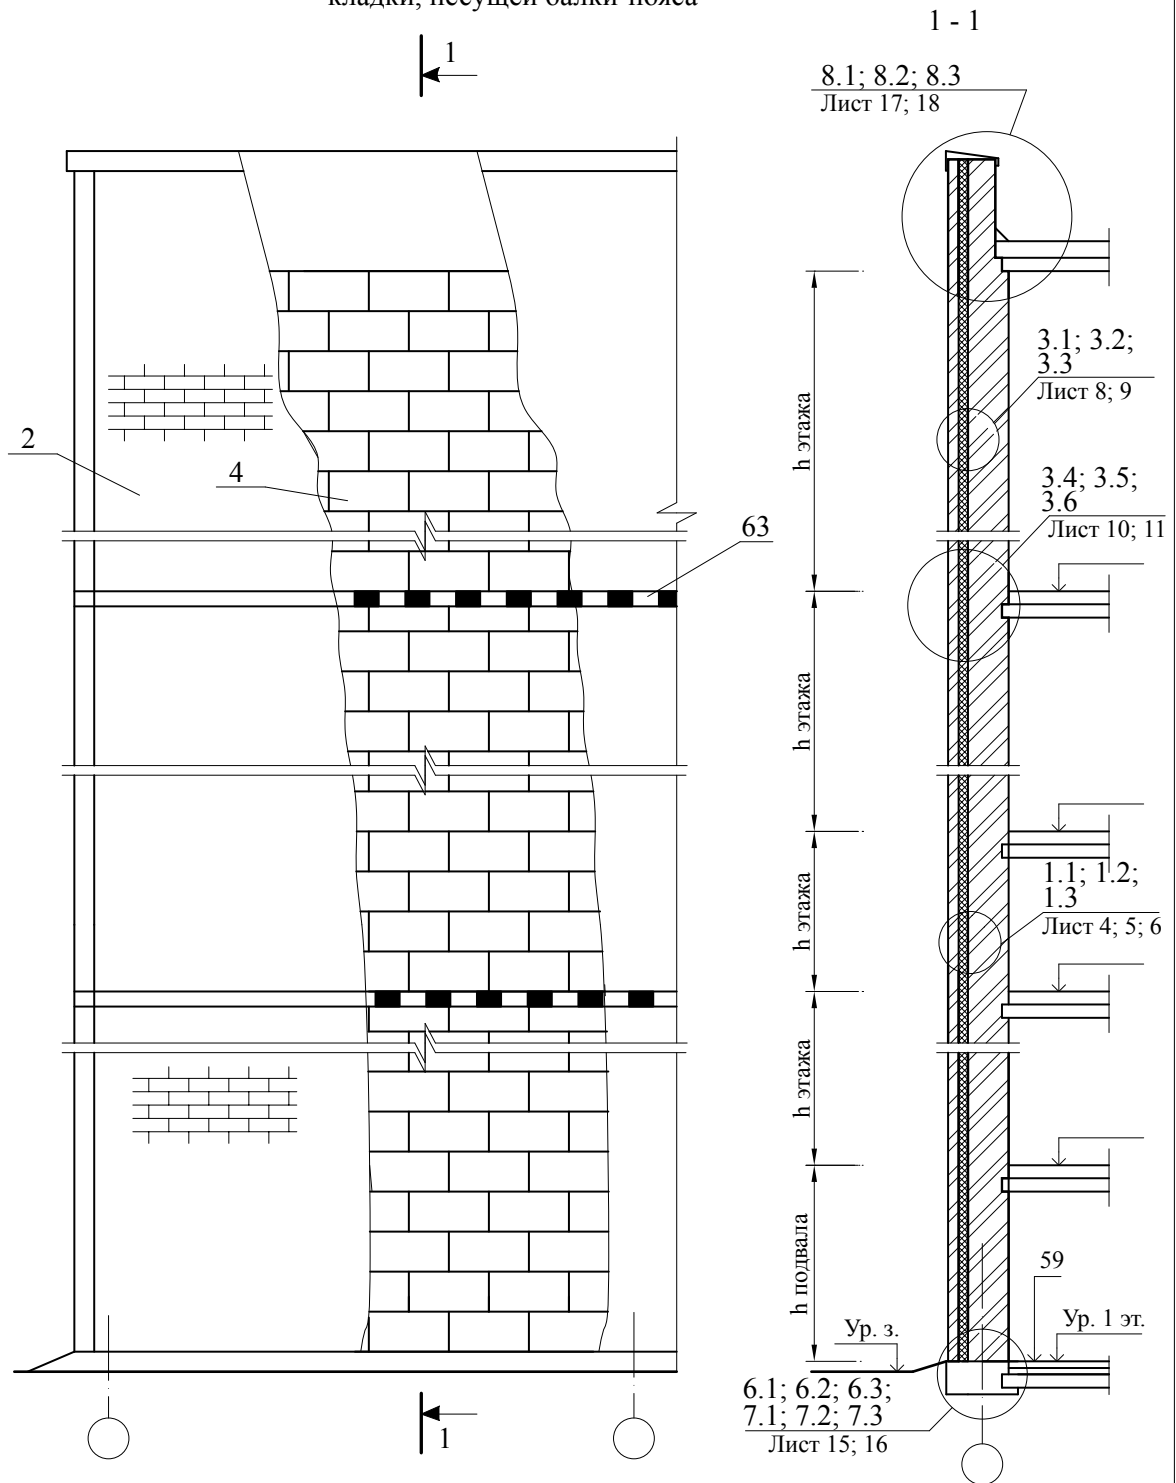 кладки, несущей балки-пояса
1
1 - 1
8.1; 8.2; 8.3
Лист 17; 18
3.1; 3.2;
3.3
Лист 8; 9
2
4
h этажа
3.4; 3.5;
3.6
Лист 10; 11
63
h этажа
h этажа
1.1; 1.2;
1.3
Лист 4; 5; 6
h этажа
h подвала
59
Ур. з.
Ур. 1 эт.
6.1; 6.2; 6.3;
7.1; 7.2; 7.3
Лист 15; 16
1